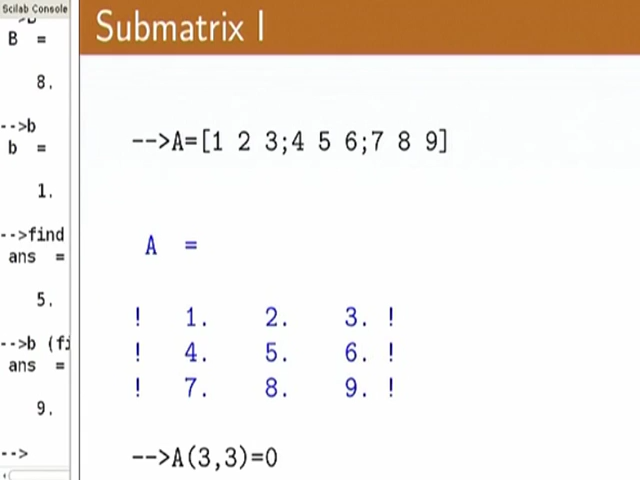 Scilab Console
B =
8.
-->b
b =
1.
-->find
ans =
5.
-->b (fi
ans =
9.
-->
Submatrix I
-->A=[1 2 3;4 5 6;7 8 9]
A =
! 1. 2. 3. !
! 4. 5. 6. !
! 7. 8. 9. !
-->A(3,3)=0